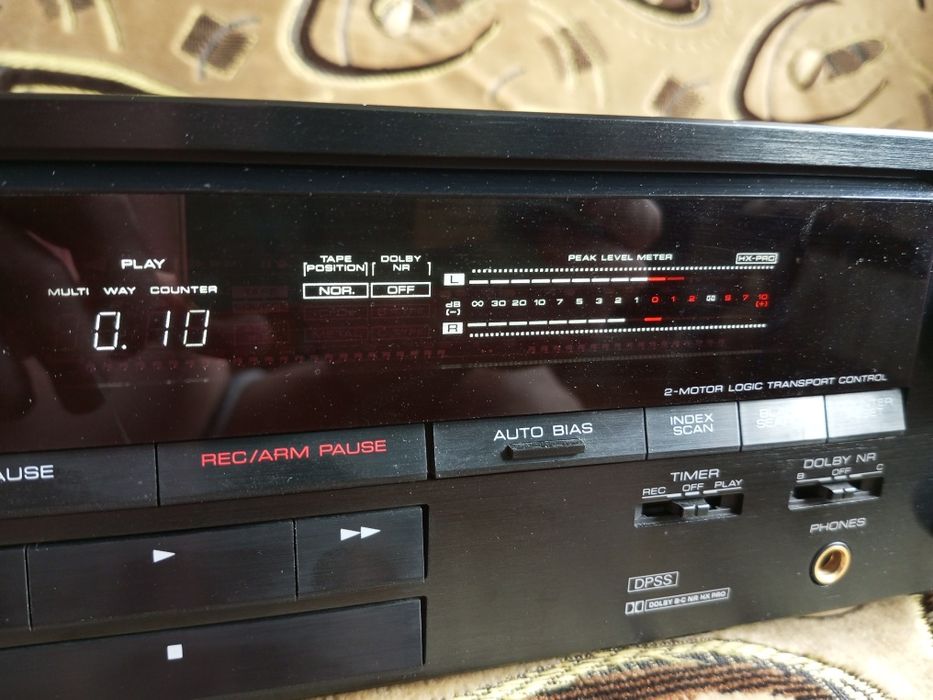 PLAY
MULTI WAY COUNTER
0. 10
TAPE POSITION
NOR.
DOLBY NR
OFF
PEAK LEVEL METER
HX-PRO
L
dB (-) ∞ 30 20 10 7 5 3 2 1 0 1 2 5 7 10 (+)
R
2-MOTOR LOGIC TRANSPORT CONTROL
REC/ARM PAUSE
AUTO BIAS
INDEX SCAN
TIMER
REC OFF PLAY
DOLBY NR
B OFF C
PHONES
DPSS
DOLBY B-C NR HX PRO